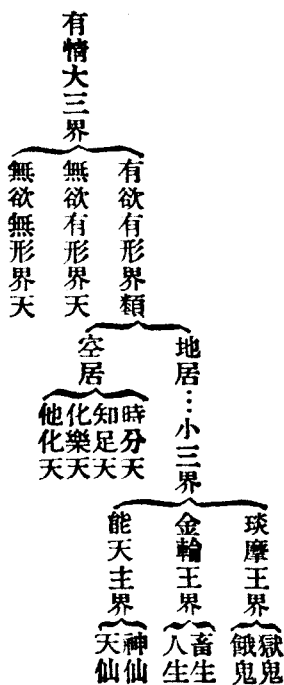 有情大三界
有欲有形界類
無欲有形界天
無欲無形界天
地居…小三界
空居
時分天
知足天
化樂天
他化天
琰摩王界
金輪王界
能天主界
獄鬼
餓鬼
畜生
人生
神仙
天仙